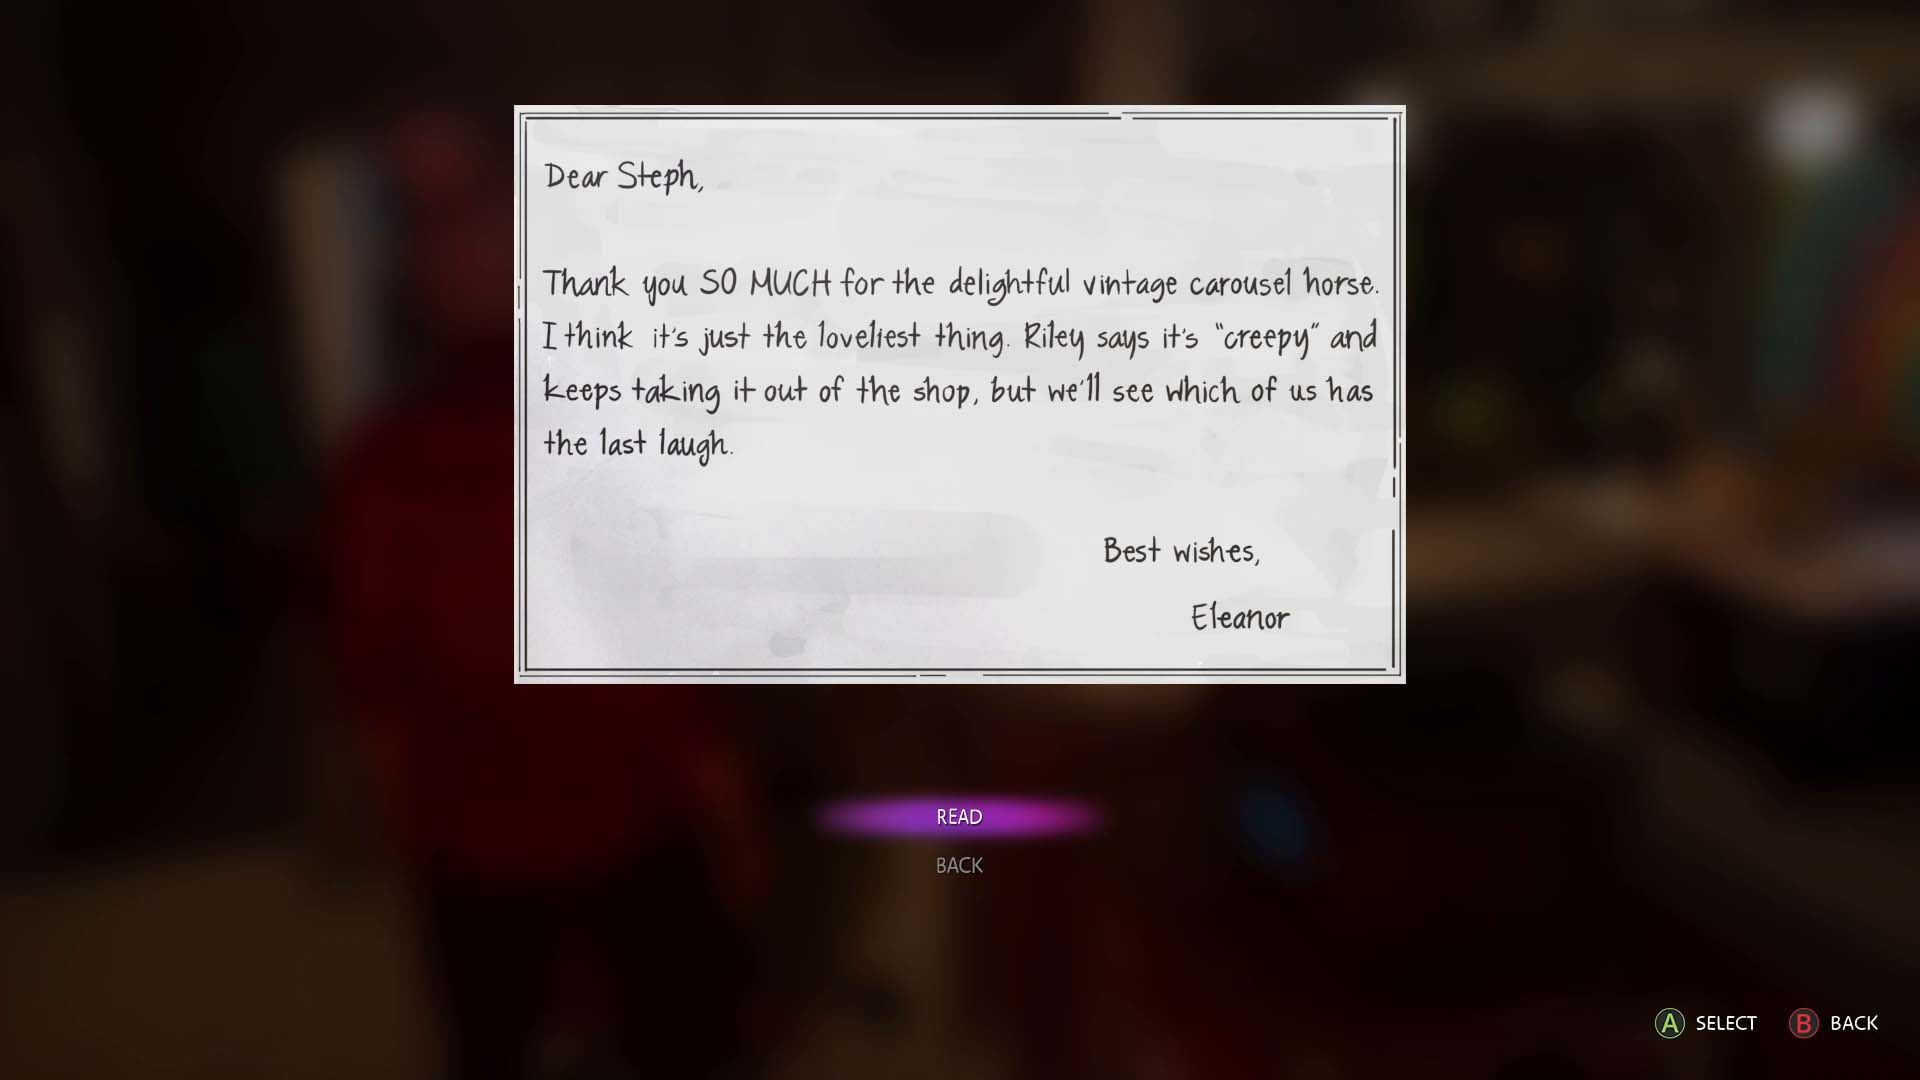 Dear Steph,
Thank you SO MUCH for the delightful vintage carousel horse.
I think it's just the loveliest thing. Riley says it's "creepy" and
keeps taking it out of the shop, but we'll see which of us has
the last laugh.
Best wishes,
Eleanor
READ
BACK
A SELECT B BACK